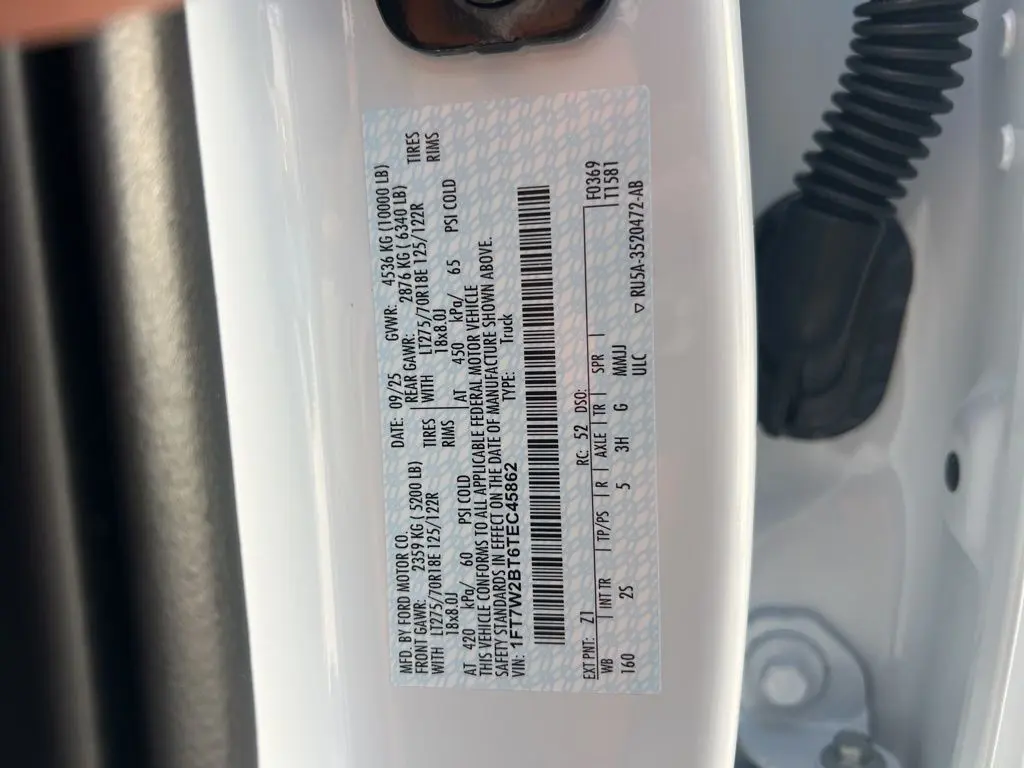 MFD. BY FORD MOTOR CO.
DATE: 09/25 GVWR: 4536 KG (10000 LB)
FRONT GAWR: 2359 KG ( 5200 LB)
REAR GAWR: 2876 KG ( 6340 LB)
WITH LT275/70R18E 125/122R TIRES
WITH LT275/70R18E 125/122R TIRES
18x8.0J RIMS
18x8.0J RIMS
AT 420 kPa/ 60 PSI COLD
AT 450 kPa/ 65 PSI COLD
THIS VEHICLE CONFORMS TO ALL APPLICABLE FEDERAL MOTOR VEHICLE
SAFETY STANDARDS IN EFFECT ON THE DATE OF MANUFACTURE SHOWN ABOVE.
VIN: 1FT7W2BT6TEC45862 TYPE: Truck
EXT PNT: Z1 RC: 52 DSO: F0369
WB INT TR TP/PS R AXLE TR SPR T1581
160 2S 5 3H G MMJJ
ULC RU5A-3520472-AB